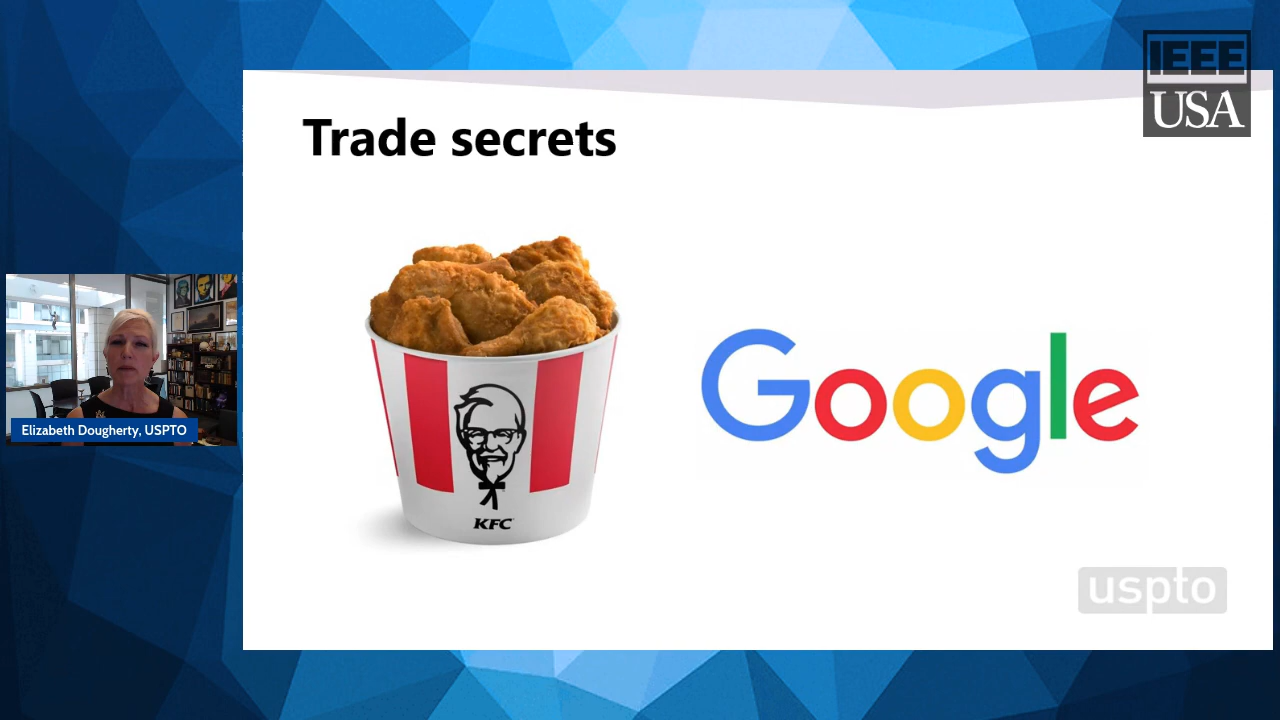 IEEE
USA
Trade secrets
KFC
Google
uspto
Elizabeth Dougherty, USPTO